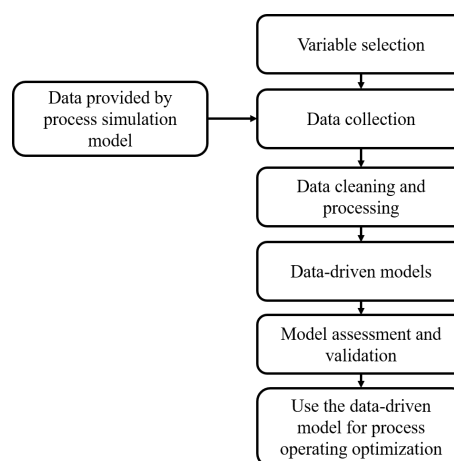 Variable selection
Data provided by
process simulation
model
Data collection
Data cleaning and
processing
Data-driven models
Model assessment and
validation
Use the data-driven
model for process
operating optimization